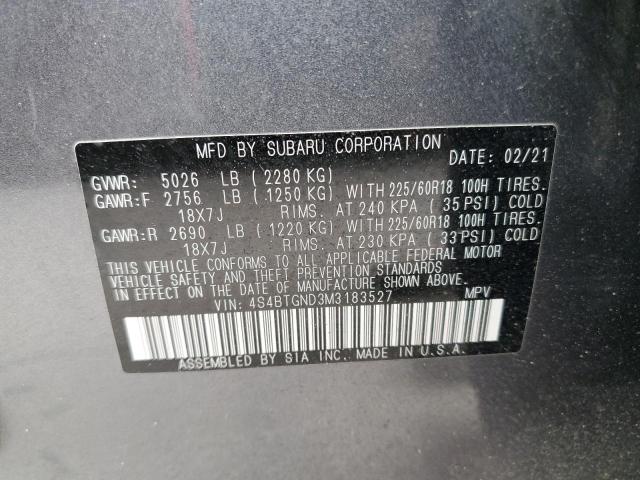 MFD BY SUBARU CORPORATION
DATE: 02/21
GVWR: 5026 LB ( 2280 KG)
GAWR:F 2756 LB ( 1250 KG) WITH 225/60R18 100H TIRES.
18X7J RIMS. AT 240 KPA ( 35 PSI) COLD
GAWR:R 2690 LB ( 1220 KG) WITH 225/60R18 100H TIRES.
18X7J RIMS. AT 230 KPA ( 33 PSI) COLD
THIS VEHICLE CONFORMS TO ALL APPLICABLE FEDERAL MOTOR
VEHICLE SAFETY AND THEFT PREVENTION STANDARDS
IN EFFECT ON THE DATE OF MANUFACTURE SHOWN ABOVE.
VIN: 4S4BTGND3M3183527 MPV
ASSEMBLED BY SIA INC. MADE IN U.S.A.